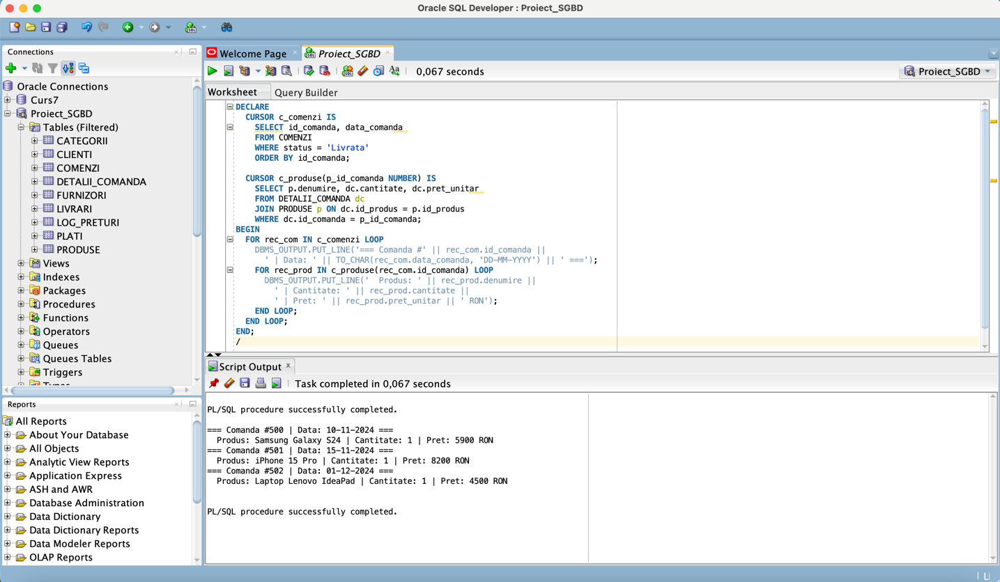 Oracle SQL Developer : Proiect_SGBD
Connections
Oracle Connections
Curs7
Proiect_SGBD
Tables (Filtered)
CATEGORII
CLIENTI
COMENZI
DETALII_COMANDA
FURNIZORI
LIVRARI
LOG_PRETURI
PLATI
PRODUSE
Views
Indexes
Packages
Procedures
Functions
Operators
Queues
Queues Tables
Triggers
Types
Reports
All Reports
About Your Database
All Objects
Analytic View Reports
Application Express
ASH and AWR
Database Administration
Data Dictionary
Data Dictionary Reports
Data Modeler Reports
OLAP Reports
Welcome Page
Proiect_SGBD
0,067 seconds
Proiect_SGBD
Worksheet
Query Builder
DECLARE
  CURSOR c_comenzi IS
    SELECT id_comanda, data_comanda
    FROM COMENZI
    WHERE status = 'Livrata'
    ORDER BY id_comanda;
  CURSOR c_produse(p_id_comanda NUMBER) IS
    SELECT p.denumire, dc.cantitate, dc.pret_unitar
    FROM DETALII_COMANDA dc
    JOIN PRODUSE p ON dc.id_produs = p.id_produs
    WHERE dc.id_comanda = p_id_comanda;
BEGIN
  FOR rec_com IN c_comenzi LOOP
    DBMS_OUTPUT.PUT_LINE('=== Comanda #' || rec_com.id_comanda ||
      ' | Data: ' || TO_CHAR(rec_com.data_comanda, 'DD-MM-YYYY') || ' ===');
    FOR rec_prod IN c_produse(rec_com.id_comanda) LOOP
      DBMS_OUTPUT.PUT_LINE('  Produs: ' || rec_prod.denumire ||
        ' | Cantitate: ' || rec_prod.cantitate ||
        ' | Pret: ' || rec_prod.pret_unitar || ' RON');
    END LOOP;
  END LOOP;
END;
/
Script Output
Task completed in 0,067 seconds
PL/SQL procedure successfully completed.
=== Comanda #500 | Data: 10-11-2024 ===
  Produs: Samsung Galaxy S24 | Cantitate: 1 | Pret: 5900 RON
=== Comanda #501 | Data: 15-11-2024 ===
  Produs: iPhone 15 Pro | Cantitate: 1 | Pret: 8200 RON
=== Comanda #502 | Data: 01-12-2024 ===
  Produs: Laptop Lenovo IdeaPad | Cantitate: 1 | Pret: 4500 RON
PL/SQL procedure successfully completed.
Li